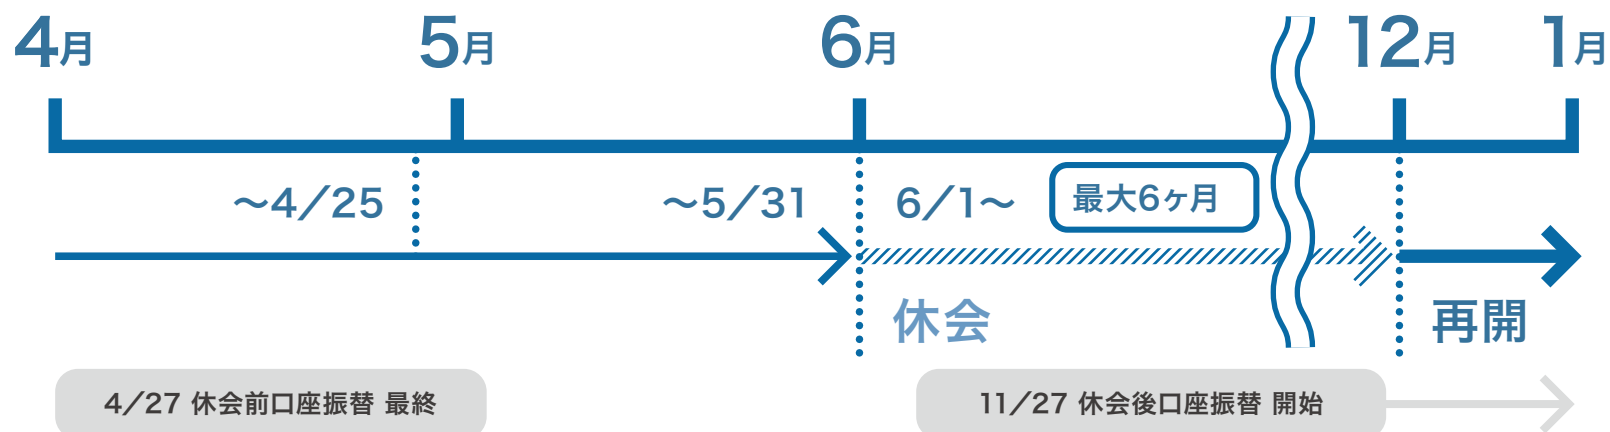 4月 5月 6月 12月 1月
～4／25 ～5／31 6／1～ 最大6ヶ月
休会 再開
4／27 休会前口座振替 最終 11／27 休会後口座振替 開始